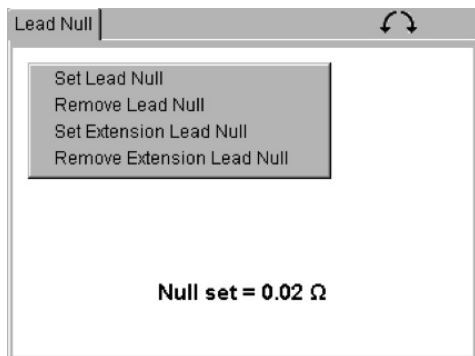 Lead Null
Set Lead Null
Remove Lead Null
Set Extension Lead Null
Remove Extension Lead Null
Null set = 0.02 Ω